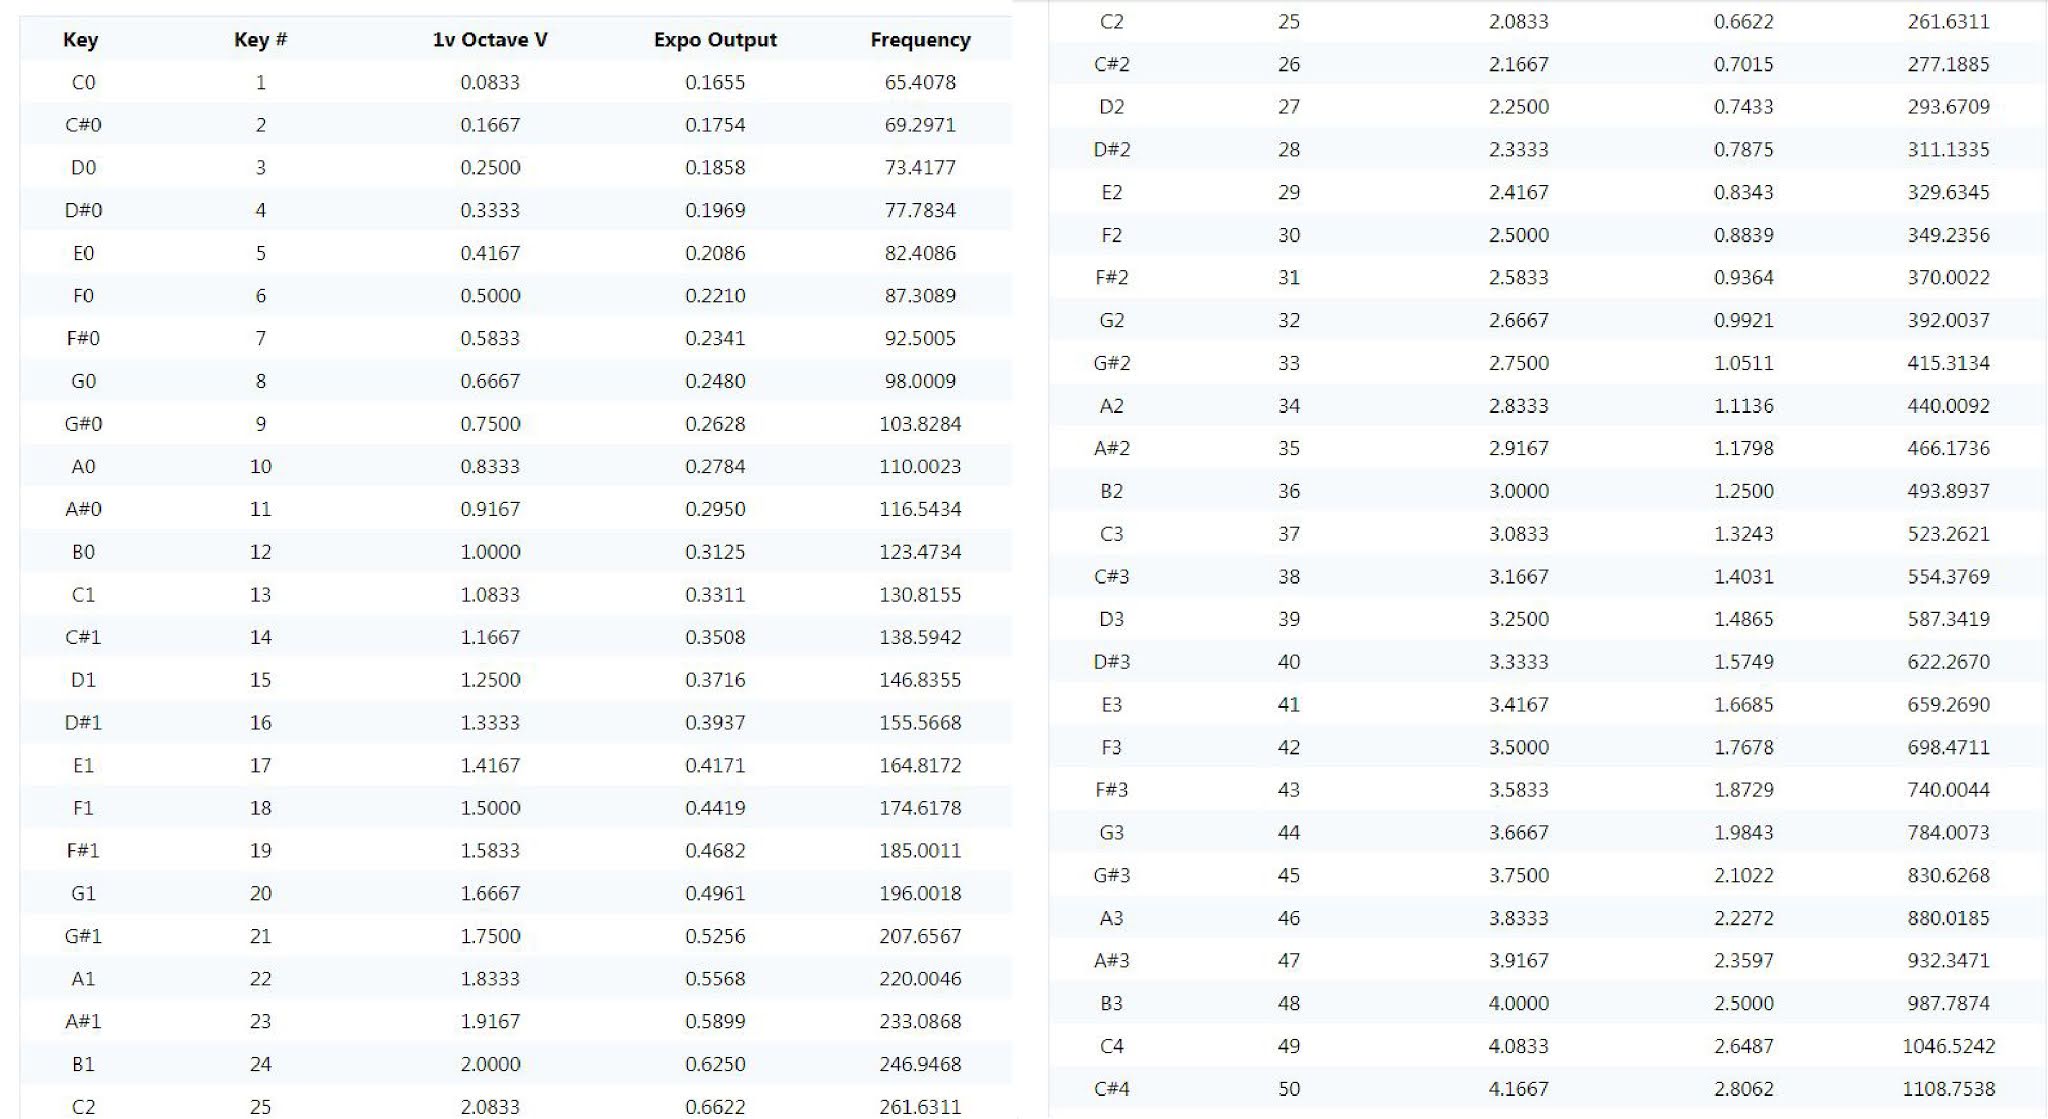 Key Key # 1v Octave V Expo Output Frequency
C0 1 0.0833 0.1655 65.4078
C#0 2 0.1667 0.1754 69.2971
D0 3 0.2500 0.1858 73.4177
D#0 4 0.3333 0.1969 77.7834
E0 5 0.4167 0.2086 82.4086
F0 6 0.5000 0.2210 87.3089
F#0 7 0.5833 0.2341 92.5005
G0 8 0.6667 0.2480 98.0009
G#0 9 0.7500 0.2628 103.8284
A0 10 0.8333 0.2784 110.0023
A#0 11 0.9167 0.2950 116.5434
B0 12 1.0000 0.3125 123.4734
C1 13 1.0833 0.3311 130.8155
C#1 14 1.1667 0.3508 138.5942
D1 15 1.2500 0.3716 146.8355
D#1 16 1.3333 0.3937 155.5668
E1 17 1.4167 0.4171 164.8172
F1 18 1.5000 0.4419 174.6178
F#1 19 1.5833 0.4682 185.0011
G1 20 1.6667 0.4961 196.0018
G#1 21 1.7500 0.5256 207.6567
A1 22 1.8333 0.5568 220.0046
A#1 23 1.9167 0.5899 233.0868
B1 24 2.0000 0.6250 246.9468
C2 25 2.0833 0.6622 261.6311
C2 25 2.0833 0.6622 261.6311
C#2 26 2.1667 0.7015 277.1885
D2 27 2.2500 0.7433 293.6709
D#2 28 2.3333 0.7875 311.1335
E2 29 2.4167 0.8343 329.6345
F2 30 2.5000 0.8839 349.2356
F#2 31 2.5833 0.9364 370.0022
G2 32 2.6667 0.9921 392.0037
G#2 33 2.7500 1.0511 415.3134
A2 34 2.8333 1.1136 440.0092
A#2 35 2.9167 1.1798 466.1736
B2 36 3.0000 1.2500 493.8937
C3 37 3.0833 1.3243 523.2621
C#3 38 3.1667 1.4031 554.3769
D3 39 3.2500 1.4865 587.3419
D#3 40 3.3333 1.5749 622.2670
E3 41 3.4167 1.6685 659.2690
F3 42 3.5000 1.7678 698.4711
F#3 43 3.5833 1.8729 740.0044
G3 44 3.6667 1.9843 784.0073
G#3 45 3.7500 2.1022 830.6268
A3 46 3.8333 2.2272 880.0185
A#3 47 3.9167 2.3597 932.3471
B3 48 4.0000 2.5000 987.7874
C4 49 4.0833 2.6487 1046.5242
C#4 50 4.1667 2.8062 1108.7538